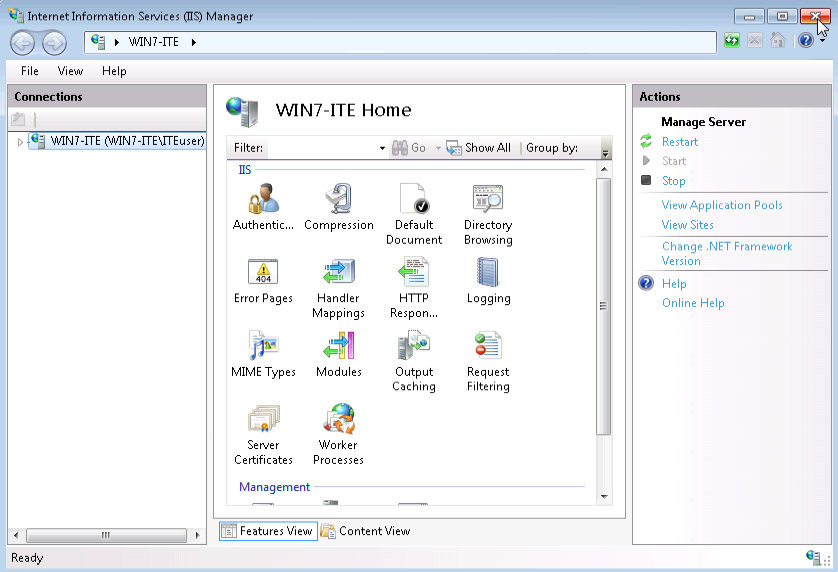 Internet Information Services (IIS) Manager
WIN7-ITE
File View Help
Connections
WIN7-ITE (WIN7-ITE\ITEuser)
WIN7-ITE Home
Filter: Go Show All Group by:
IIS
Authentic... Compression Default Document Directory Browsing
Error Pages Handler Mappings HTTP Respon... Logging
404
MIME Types Modules Output Caching Request Filtering
Server Certificates Worker Processes
Management
Features View Content View
Actions
Manage Server
Restart
Start
Stop
View Application Pools
View Sites
Change .NET Framework
Version
Help
Online Help
Ready